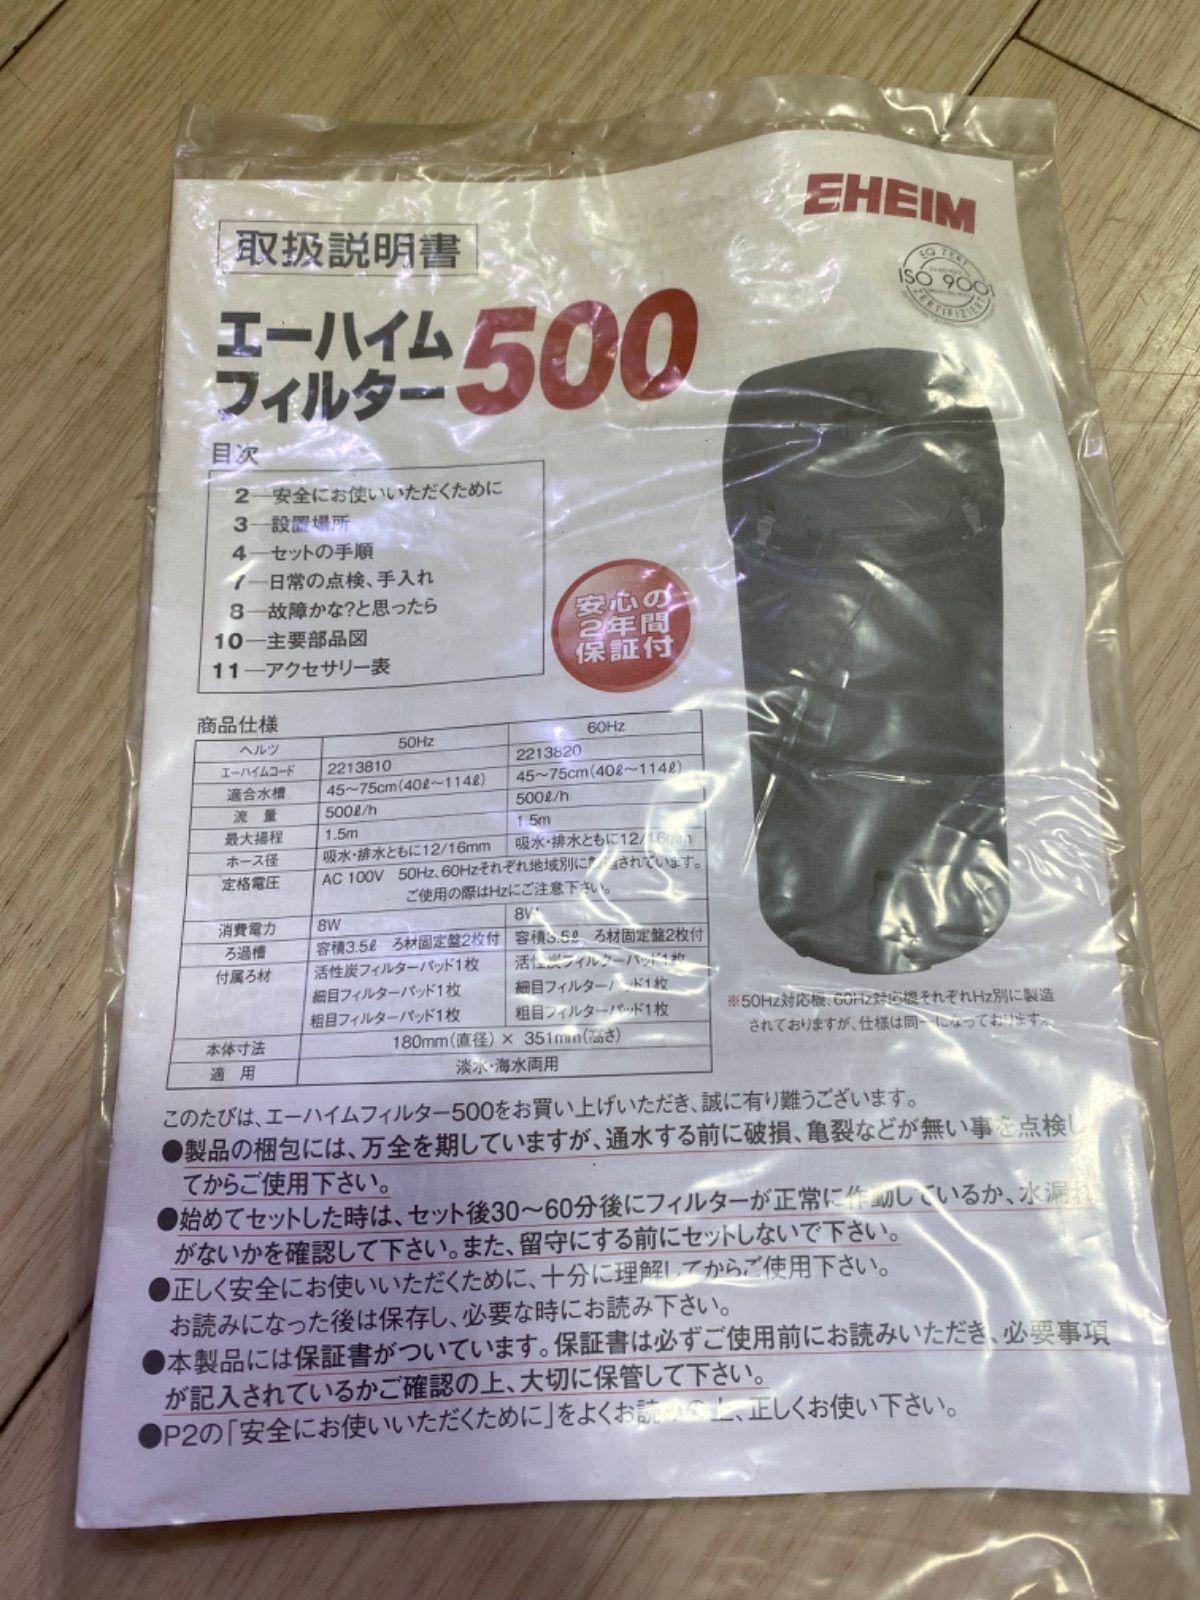 EHEIM
取扱説明書
EQ ZERT
ISO 9001
ZERTIFIZIERT
エーハイム
フィルター500
目次
2―安全にお使いいただくために
3―設置場所
4―セットの手順
7―日常の点検、手入れ
8―故障かな?と思ったら
10―主要部品図
11―アクセサリー表
安心の
2年間
保証付
商品仕様
ヘルツ 50Hz 60Hz
エーハイムコード 2213810 2213820
適合水槽 45〜75cm(40ℓ〜114ℓ) 45〜75cm(40ℓ〜114ℓ)
流量 500ℓ/h 500ℓ/h
最大揚程 1.5m 1.5m
ホース径 吸水・排水ともに12/16mm 吸水・排水ともに12/16mm
定格電圧 AC 100V 50Hz、60Hzそれぞれ地域別に製造されています。
ご使用の際はHzにご注意下さい。
消費電力 8W 8W
ろ過槽 容積3.5ℓ ろ材固定盤2枚付 容積3.5ℓ ろ材固定盤2枚付
付属ろ材 活性炭フィルターパッド1枚 活性炭フィルターパッド1枚
細目フィルターパッド1枚 細目フィルターパッド1枚
粗目フィルターパッド1枚 粗目フィルターパッド1枚
本体寸法 180mm(直径)× 351mm(高さ)
適用 淡水・海水両用
※50Hz対応機、60Hz対応機それぞれHz別に製造
されておりますが、仕様は同一になっております。
このたびは、エーハイムフィルター500をお買い上げいただき、誠に有り難うございます。
●製品の梱包には、万全を期していますが、通水する前に破損、亀裂などが無い事を点検し
てからご使用下さい。
●始めてセットした時は、セット後30〜60分後にフィルターが正常に作動しているか、水漏れ
がないかを確認して下さい。また、留守にする前にセットしないで下さい。
●正しく安全にお使いいただくために、十分に理解してからご使用下さい。
お読みになった後は保存し、必要な時にお読み下さい。
●本製品には保証書がついています。保証書は必ずご使用前にお読みいただき、必要事項
が記入されているかご確認の上、大切に保管して下さい。
●P2の「安全にお使いいただくために」をよくお読みの上、正しくお使い下さい。